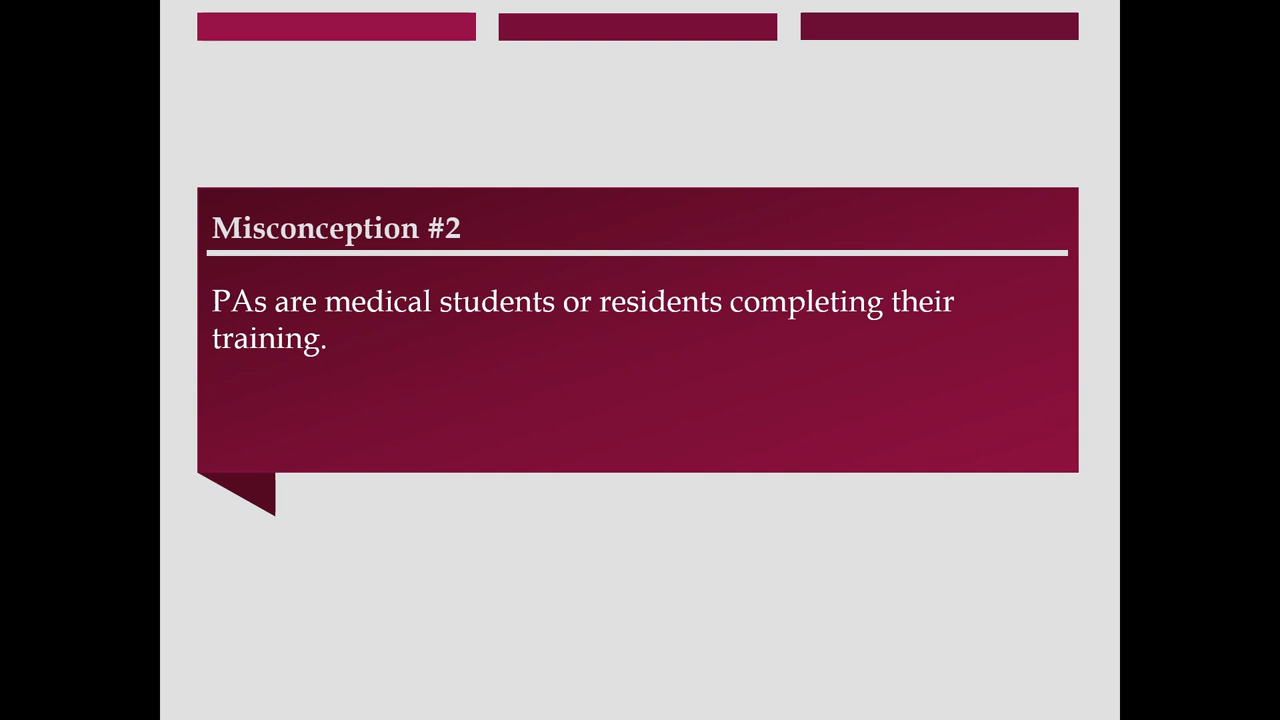 Misconception #2
PAs are medical students or residents completing their
training.